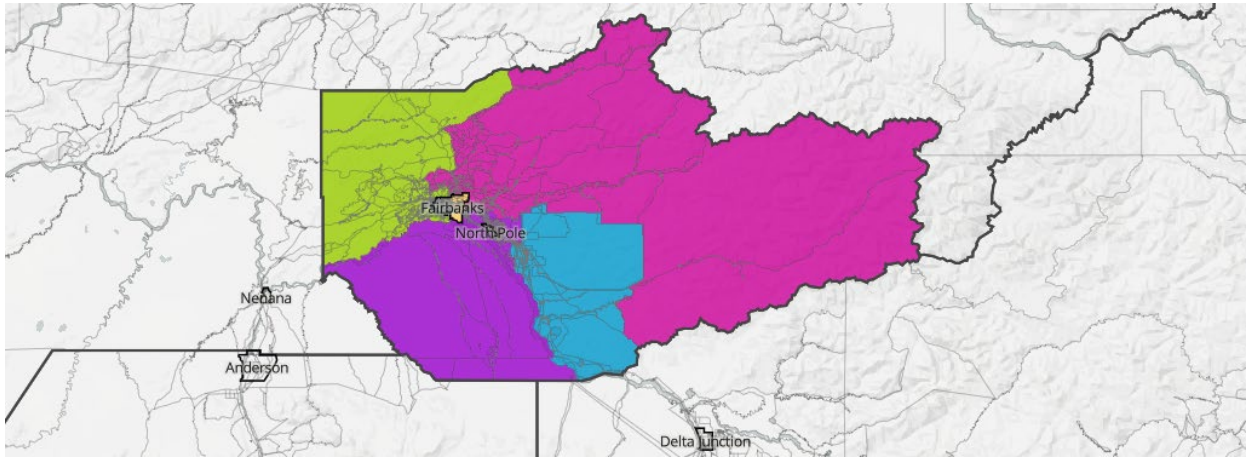 Fairbanks
North Pole
Nenana
Anderson
Delta Junction